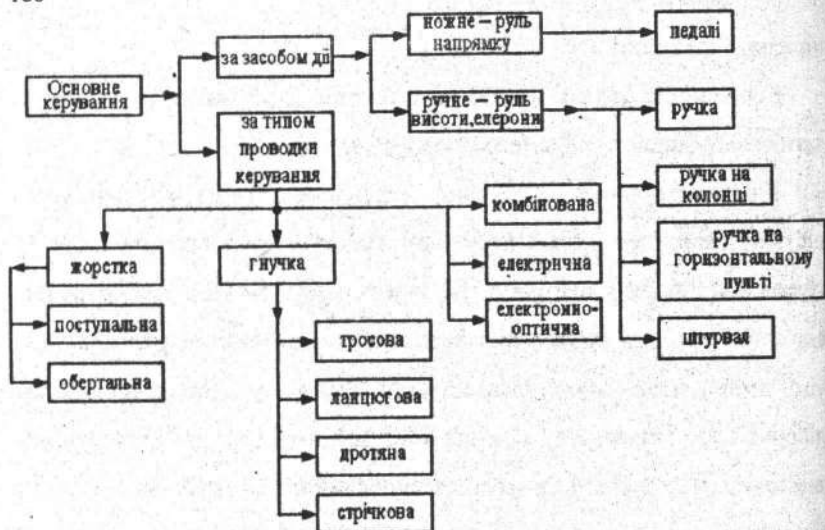 ножне – руль
напрямку
педалі
за засобом дії
Основне
керування
ручне – руль
висоти, елерони
ручка
за типом
проводки
керування
ручка на
колонці
комбінована
ручка на
горизонтальному
пульті
жорстка
гнучка
електрична
електронно-
оптична
поступальна
тросова
штурвал
обертальна
ланцюгова
дротяна
стрічкова